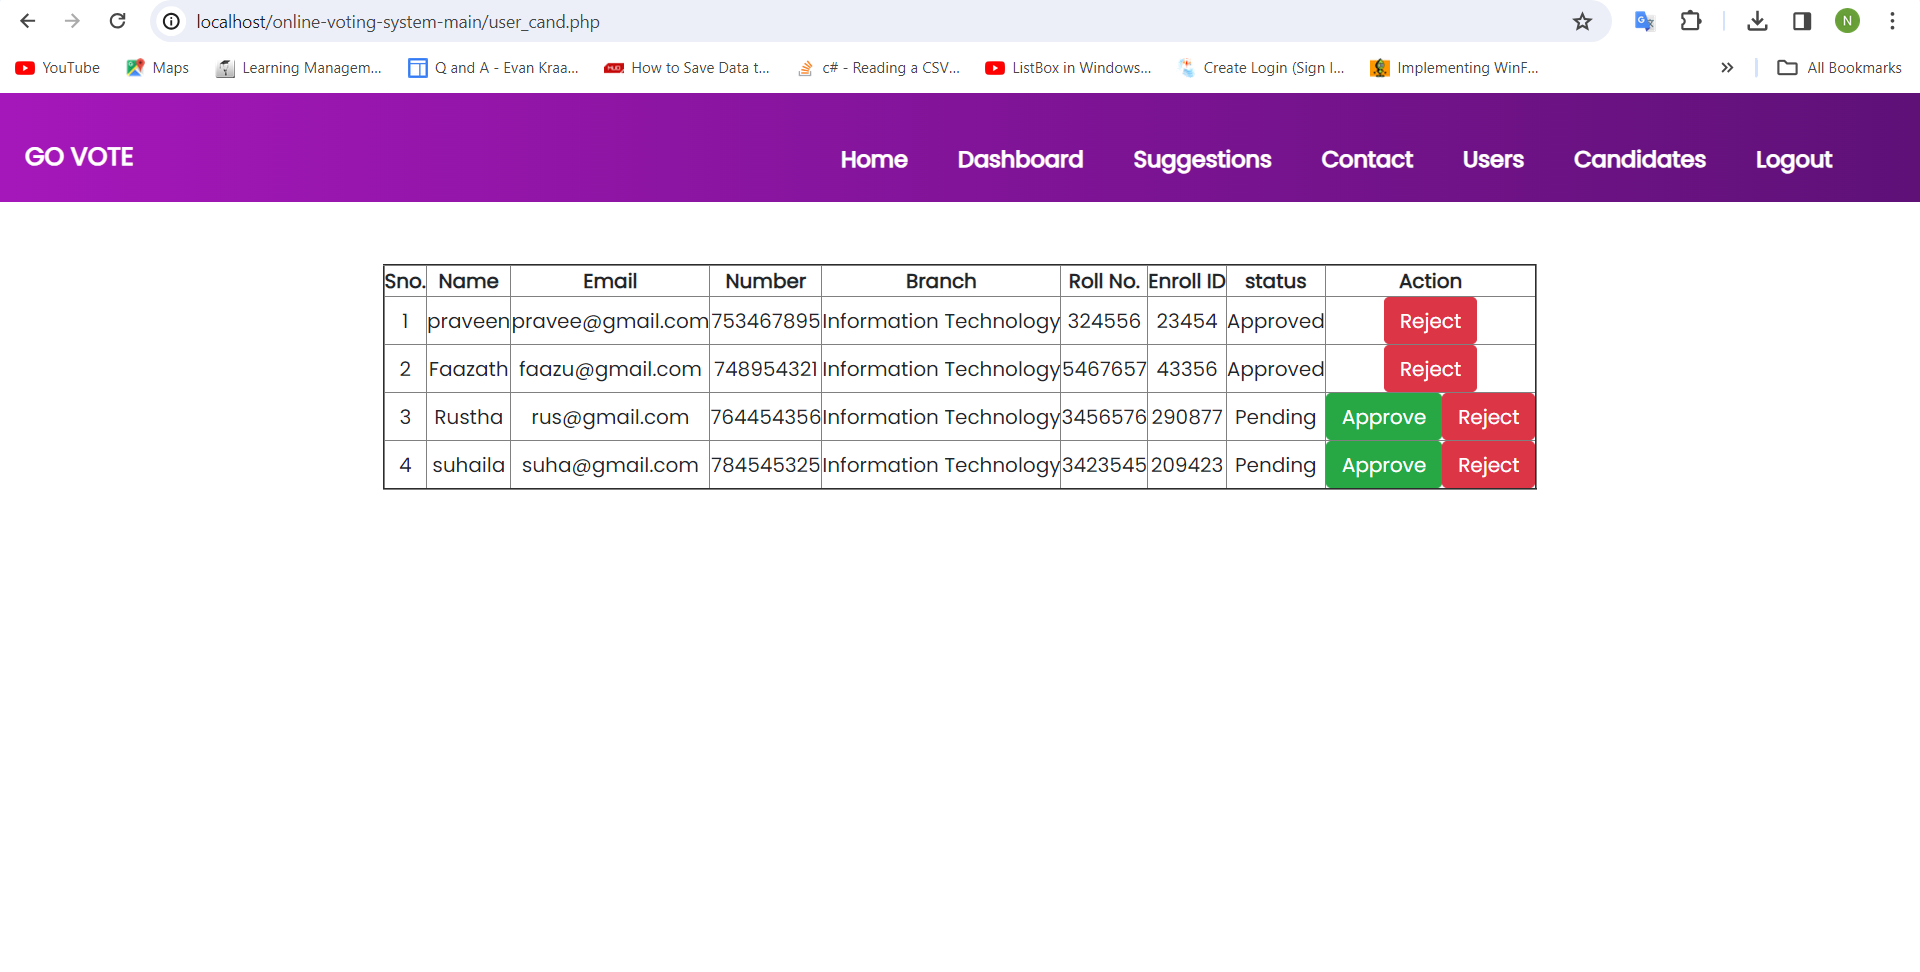 localhost/online-voting-system-main/user_cand.php
N
YouTube Maps Learning Managem... Q and A - Evan Kraa... How to Save Data t... c# - Reading a CSV... ListBox in Windows... Create Login (Sign I... Implementing WinF... » All Bookmarks
GO VOTE Home Dashboard Suggestions Contact Users Candidates Logout
Sno. Name Email Number Branch Roll No. Enroll ID status Action
1 praveen pravee@gmail.com 753467895 Information Technology 324556 23454 Approved Reject
2 Faazath faazu@gmail.com 748954321 Information Technology 5467657 43356 Approved Reject
3 Rustha rus@gmail.com 764454356 Information Technology 3456576 290877 Pending Approve Reject
4 suhaila suha@gmail.com 784545325 Information Technology 3423545 209423 Pending Approve Reject